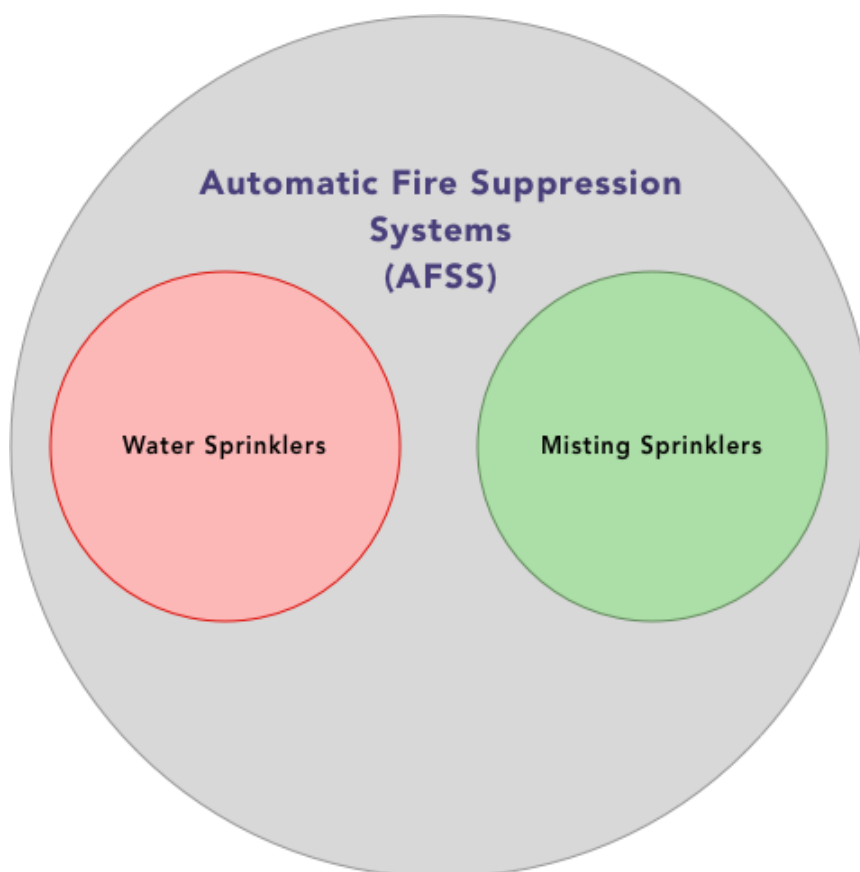 Automatic Fire Suppression
Systems
(AFSS)
Water Sprinklers
Misting Sprinklers